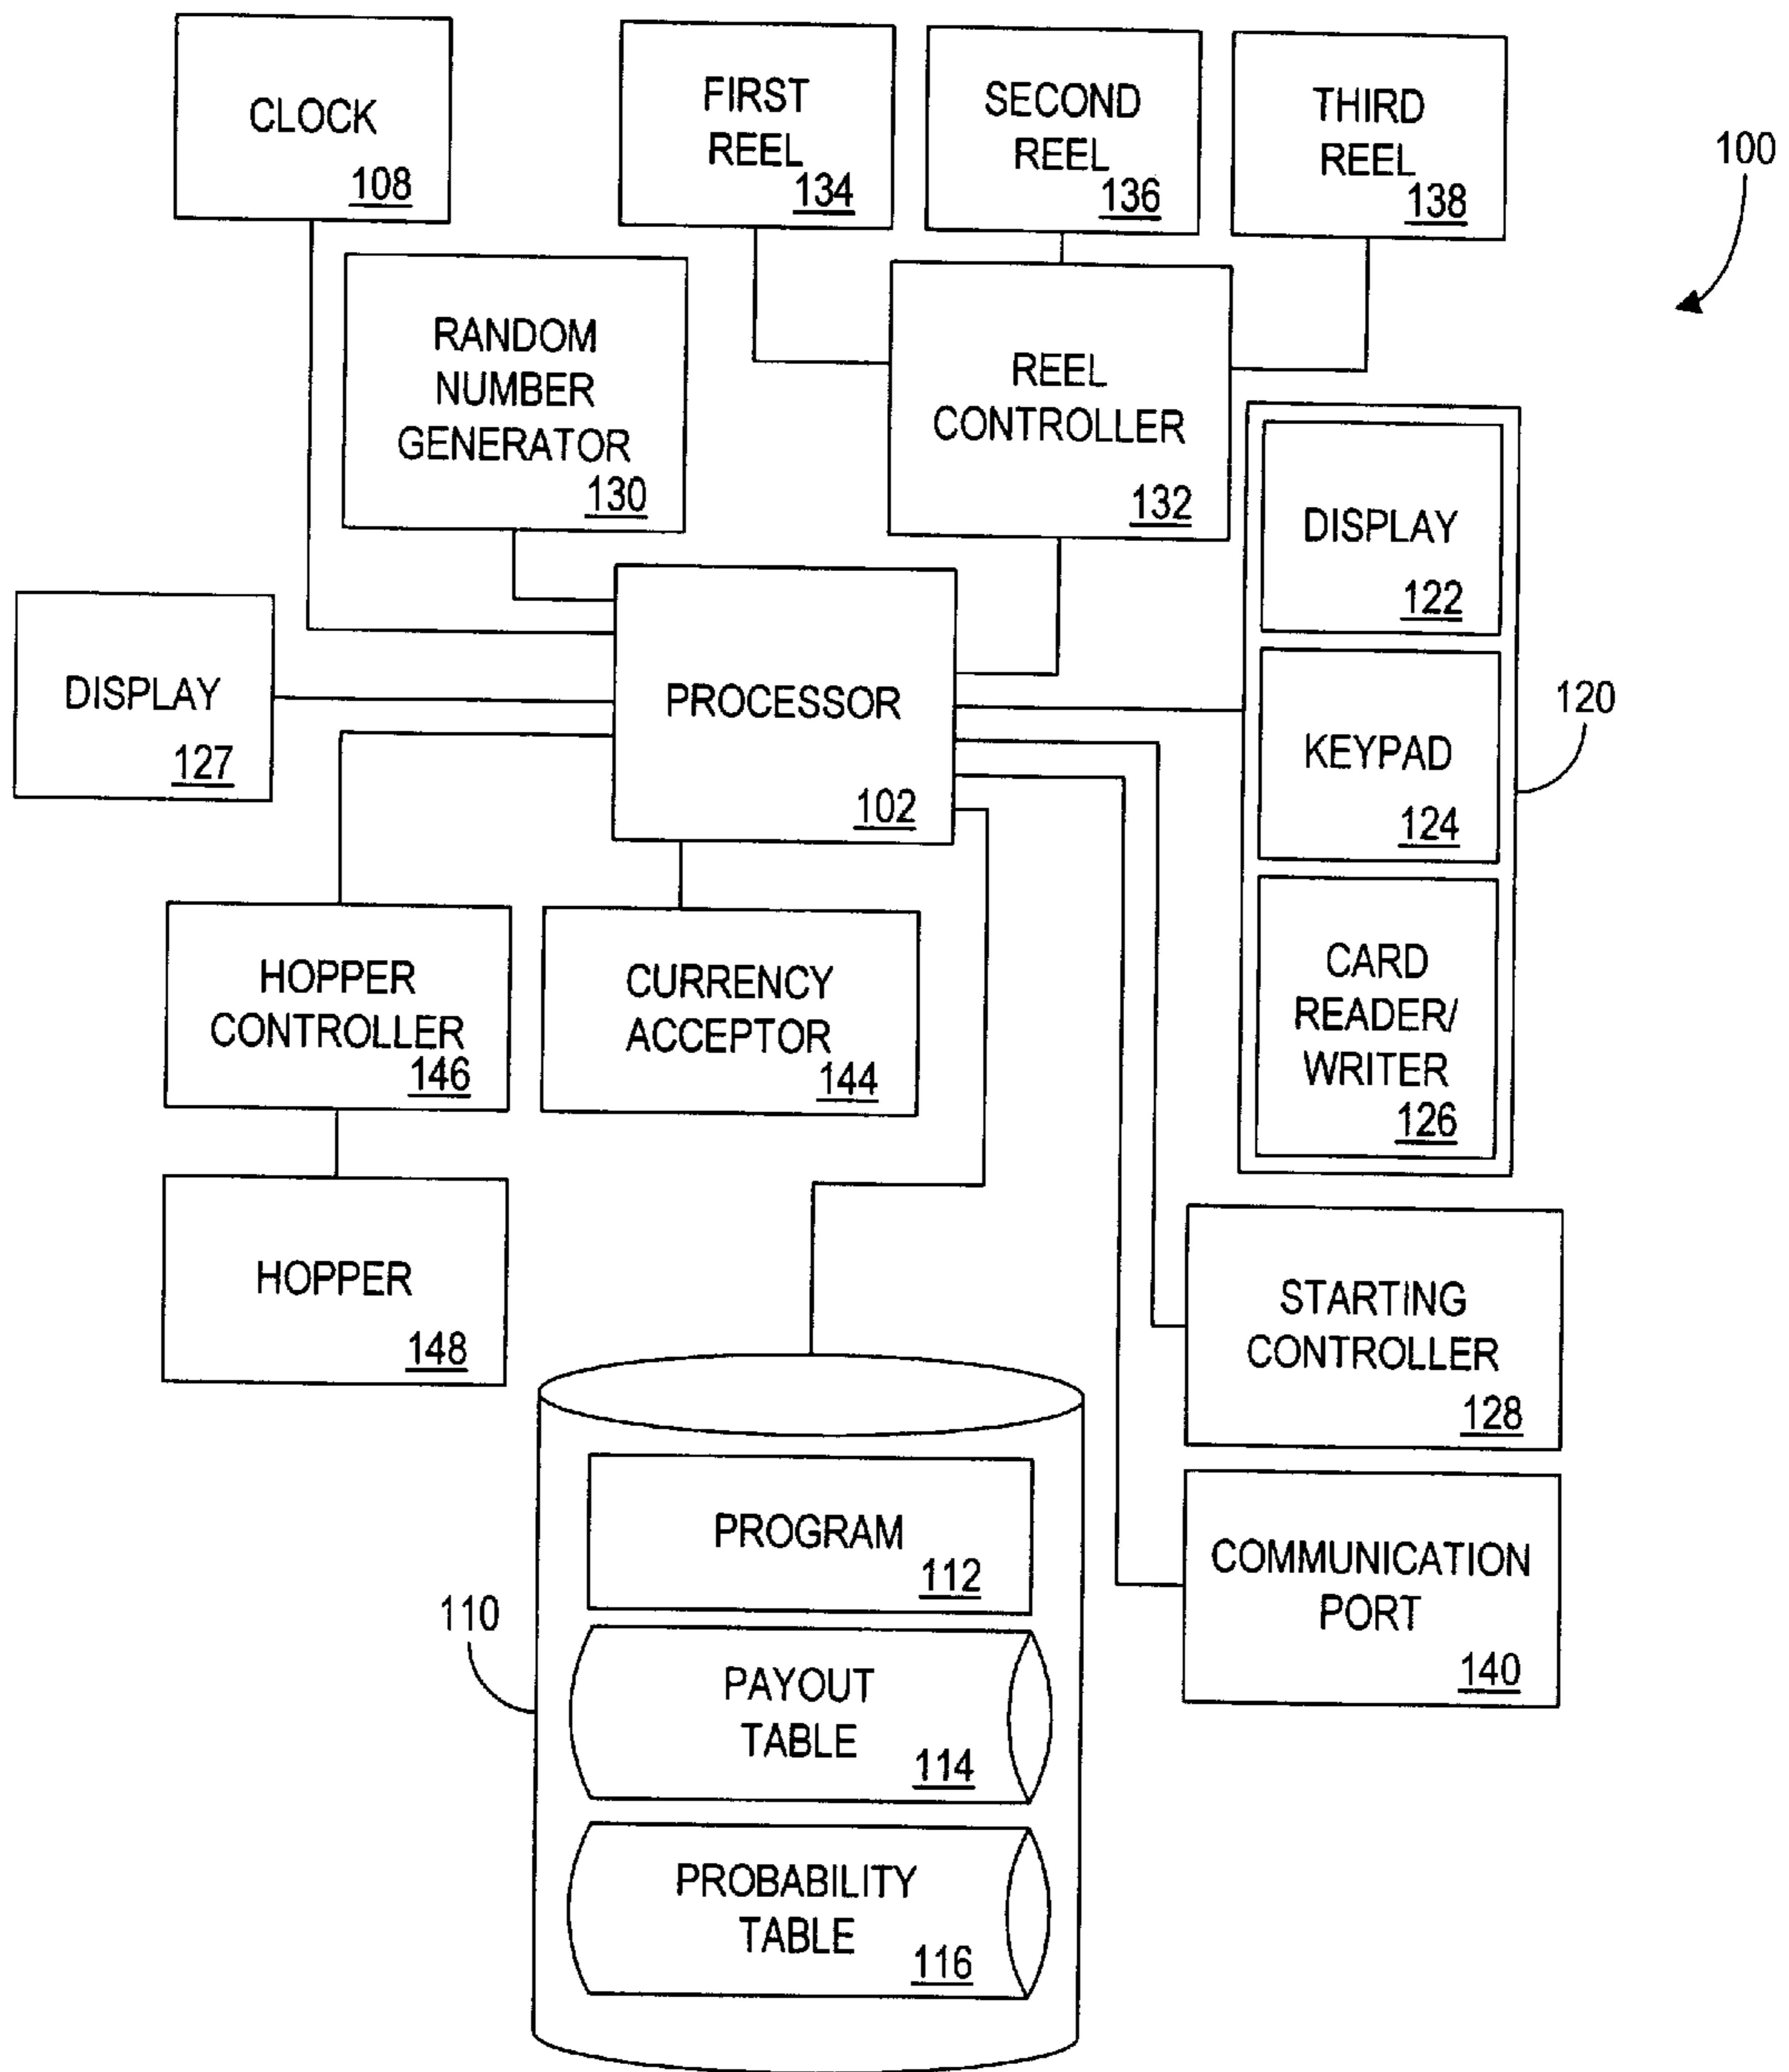 CLOCK
108
FIRST
REEL
134
SECOND
REEL
136
THIRD
REEL
138
100
RANDOM
NUMBER
GENERATOR
130
REEL
CONTROLLER
132
DISPLAY
122
KEYPAD
124
CARD
READER/
WRITER
126
120
DISPLAY
127
PROCESSOR
102
HOPPER
CONTROLLER
146
CURRENCY
ACCEPTOR
144
HOPPER
148
STARTING
CONTROLLER
128
COMMUNICATION
PORT
140
110
PROGRAM
112
PAYOUT
TABLE
114
PROBABILITY
TABLE
116